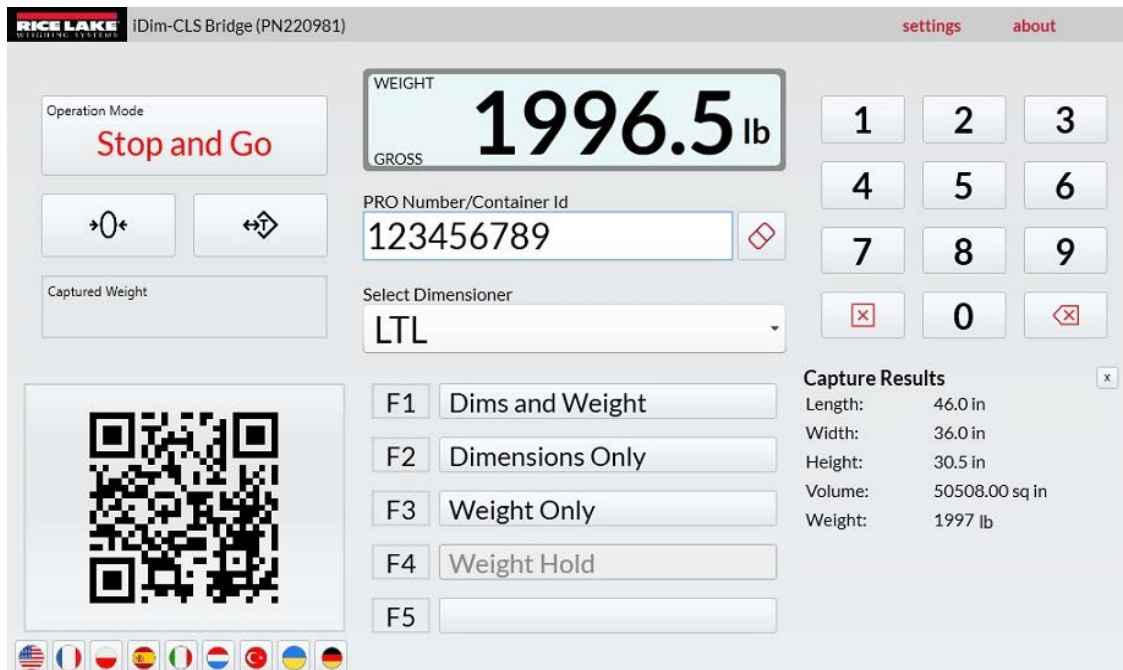 RICE LAKE
WEIGHING SYSTEMS
iDim-CLS Bridge (PN220981)
settings
about
Operation Mode
Stop and Go
→0←
↔T
Captured Weight
WEIGHT
1996.5 lb
GROSS
PRO Number/Container Id
123456789
Select Dimensioner
LTL
F1 Dims and Weight
F2 Dimensions Only
F3 Weight Only
F4 Weight Hold
F5
1 2 3
4 5 6
7 8 9
0
Capture Results x
Length: 46.0 in
Width: 36.0 in
Height: 30.5 in
Volume: 50508.00 sq in
Weight: 1997 lb